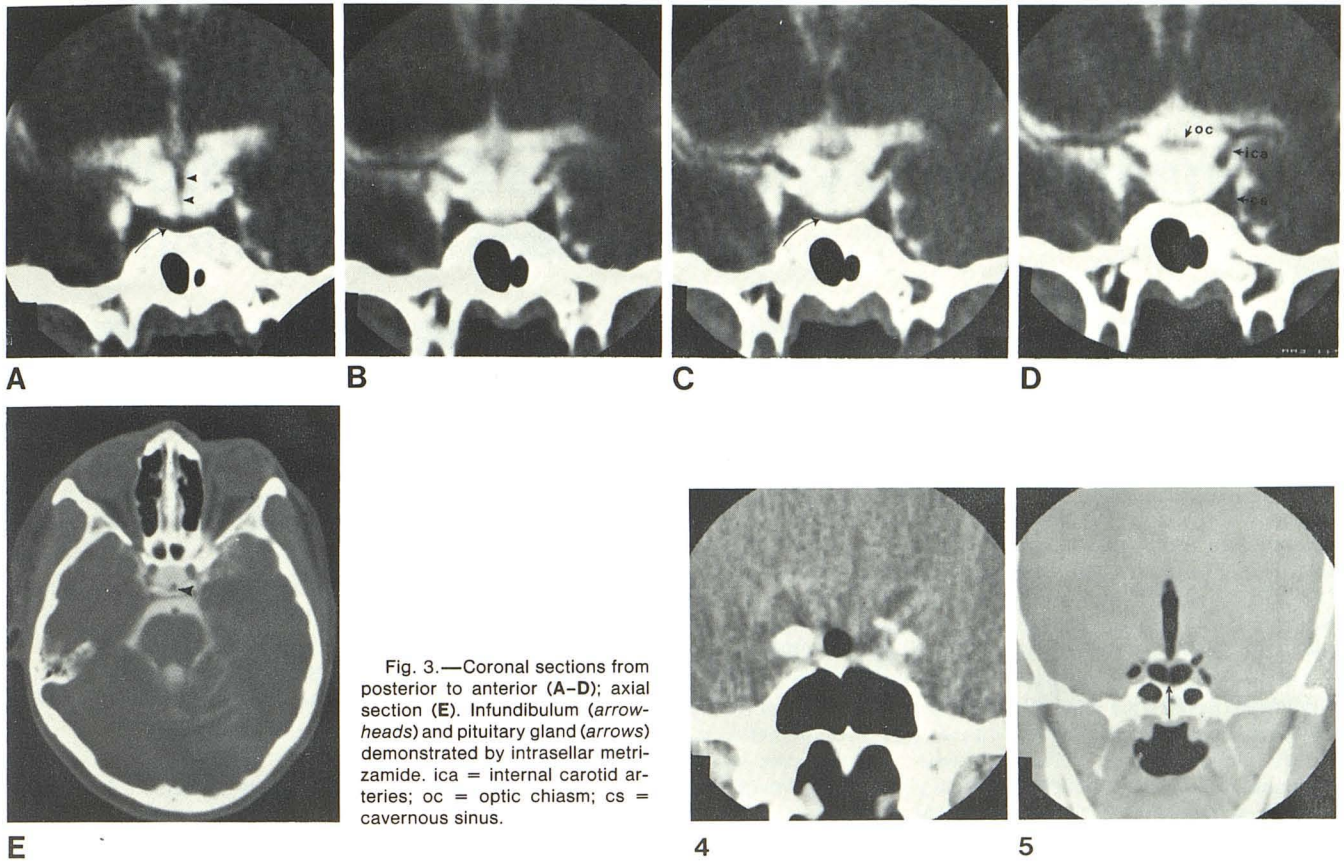 oc
ica
cs
A
B
C
D
Fig. 3.—Coronal sections from
posterior to anterior (A–D); axial
section (E). Infundibulum (arrow-
heads) and pituitary gland (arrows)
demonstrated by intrasellar metri-
zamide. ica = internal carotid ar-
teries; oc = optic chiasm; cs =
cavernous sinus.
E
4
5